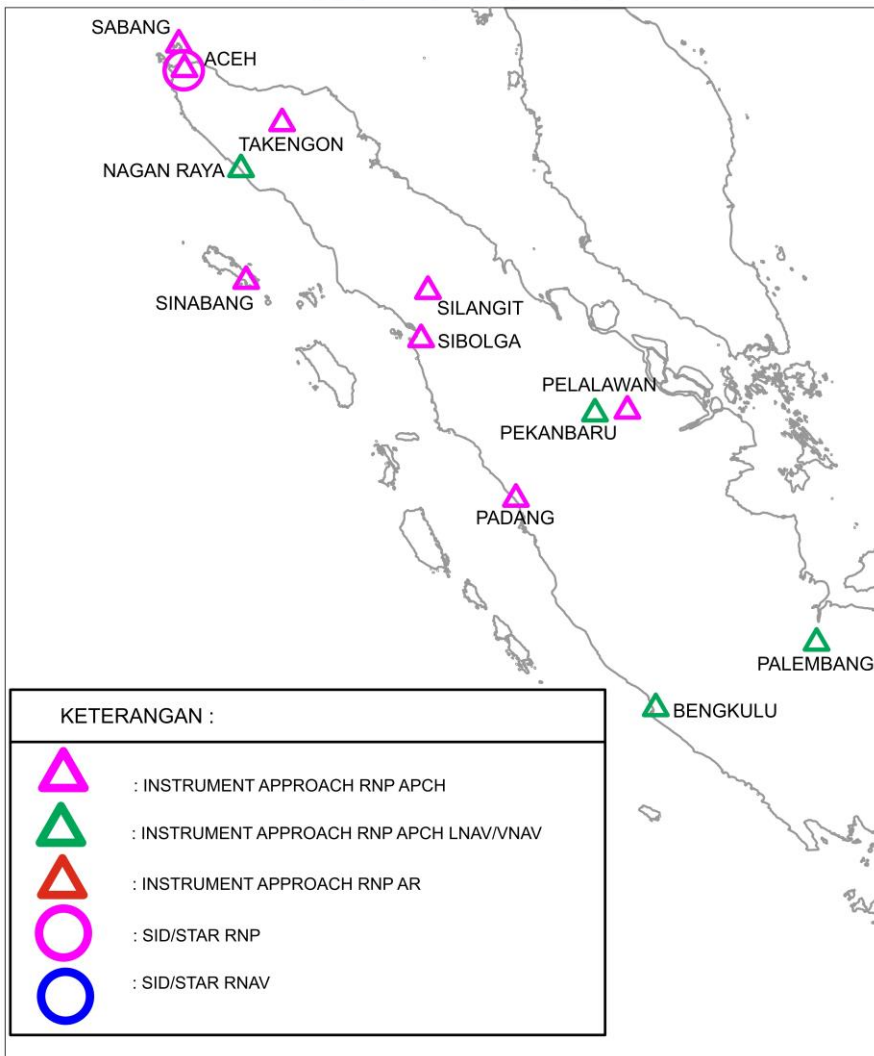 SABANG
ACEH
TAKENGON
NAGAN RAYA
SINABANG
SILANGIT
SIBOLGA
PELALAWAN
PEKANBARU
PADANG
PALEMBANG
BENGKULU
KETERANGAN :
: INSTRUMENT APPROACH RNP APCH
: INSTRUMENT APPROACH RNP APCH LNAV/VNAV
: INSTRUMENT APPROACH RNP AR
: SID/STAR RNP
: SID/STAR RNAV